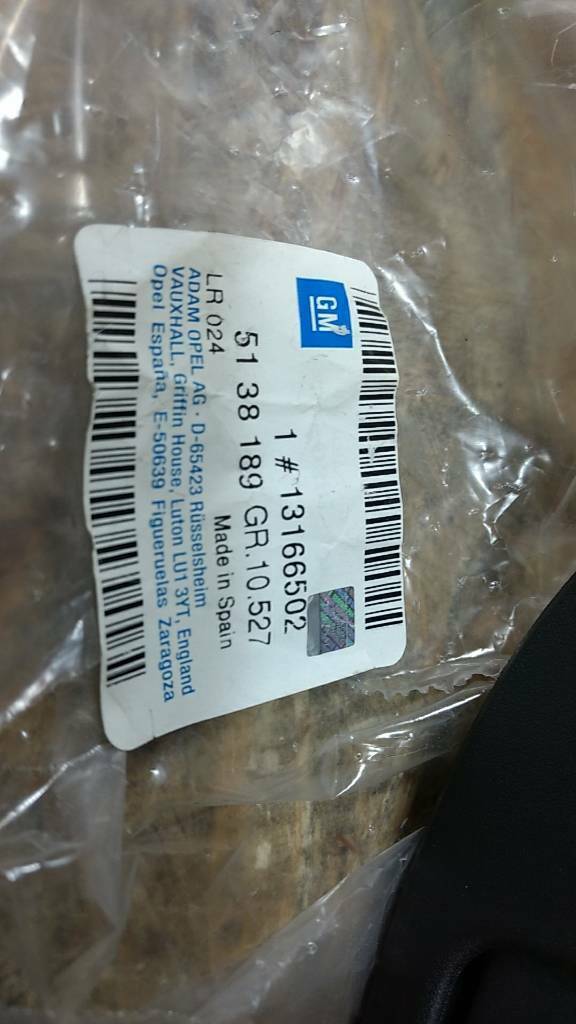 GM
1 # 13166502
51 38 189 GR.10.527
LR 024 Made in Spain
ADAM OPEL AG · D-65423 Rüsselsheim
VAUXHALL, Griffin House, Luton LU1 3YT, England
Opel España, E-50639 Figueruelas Zaragoza